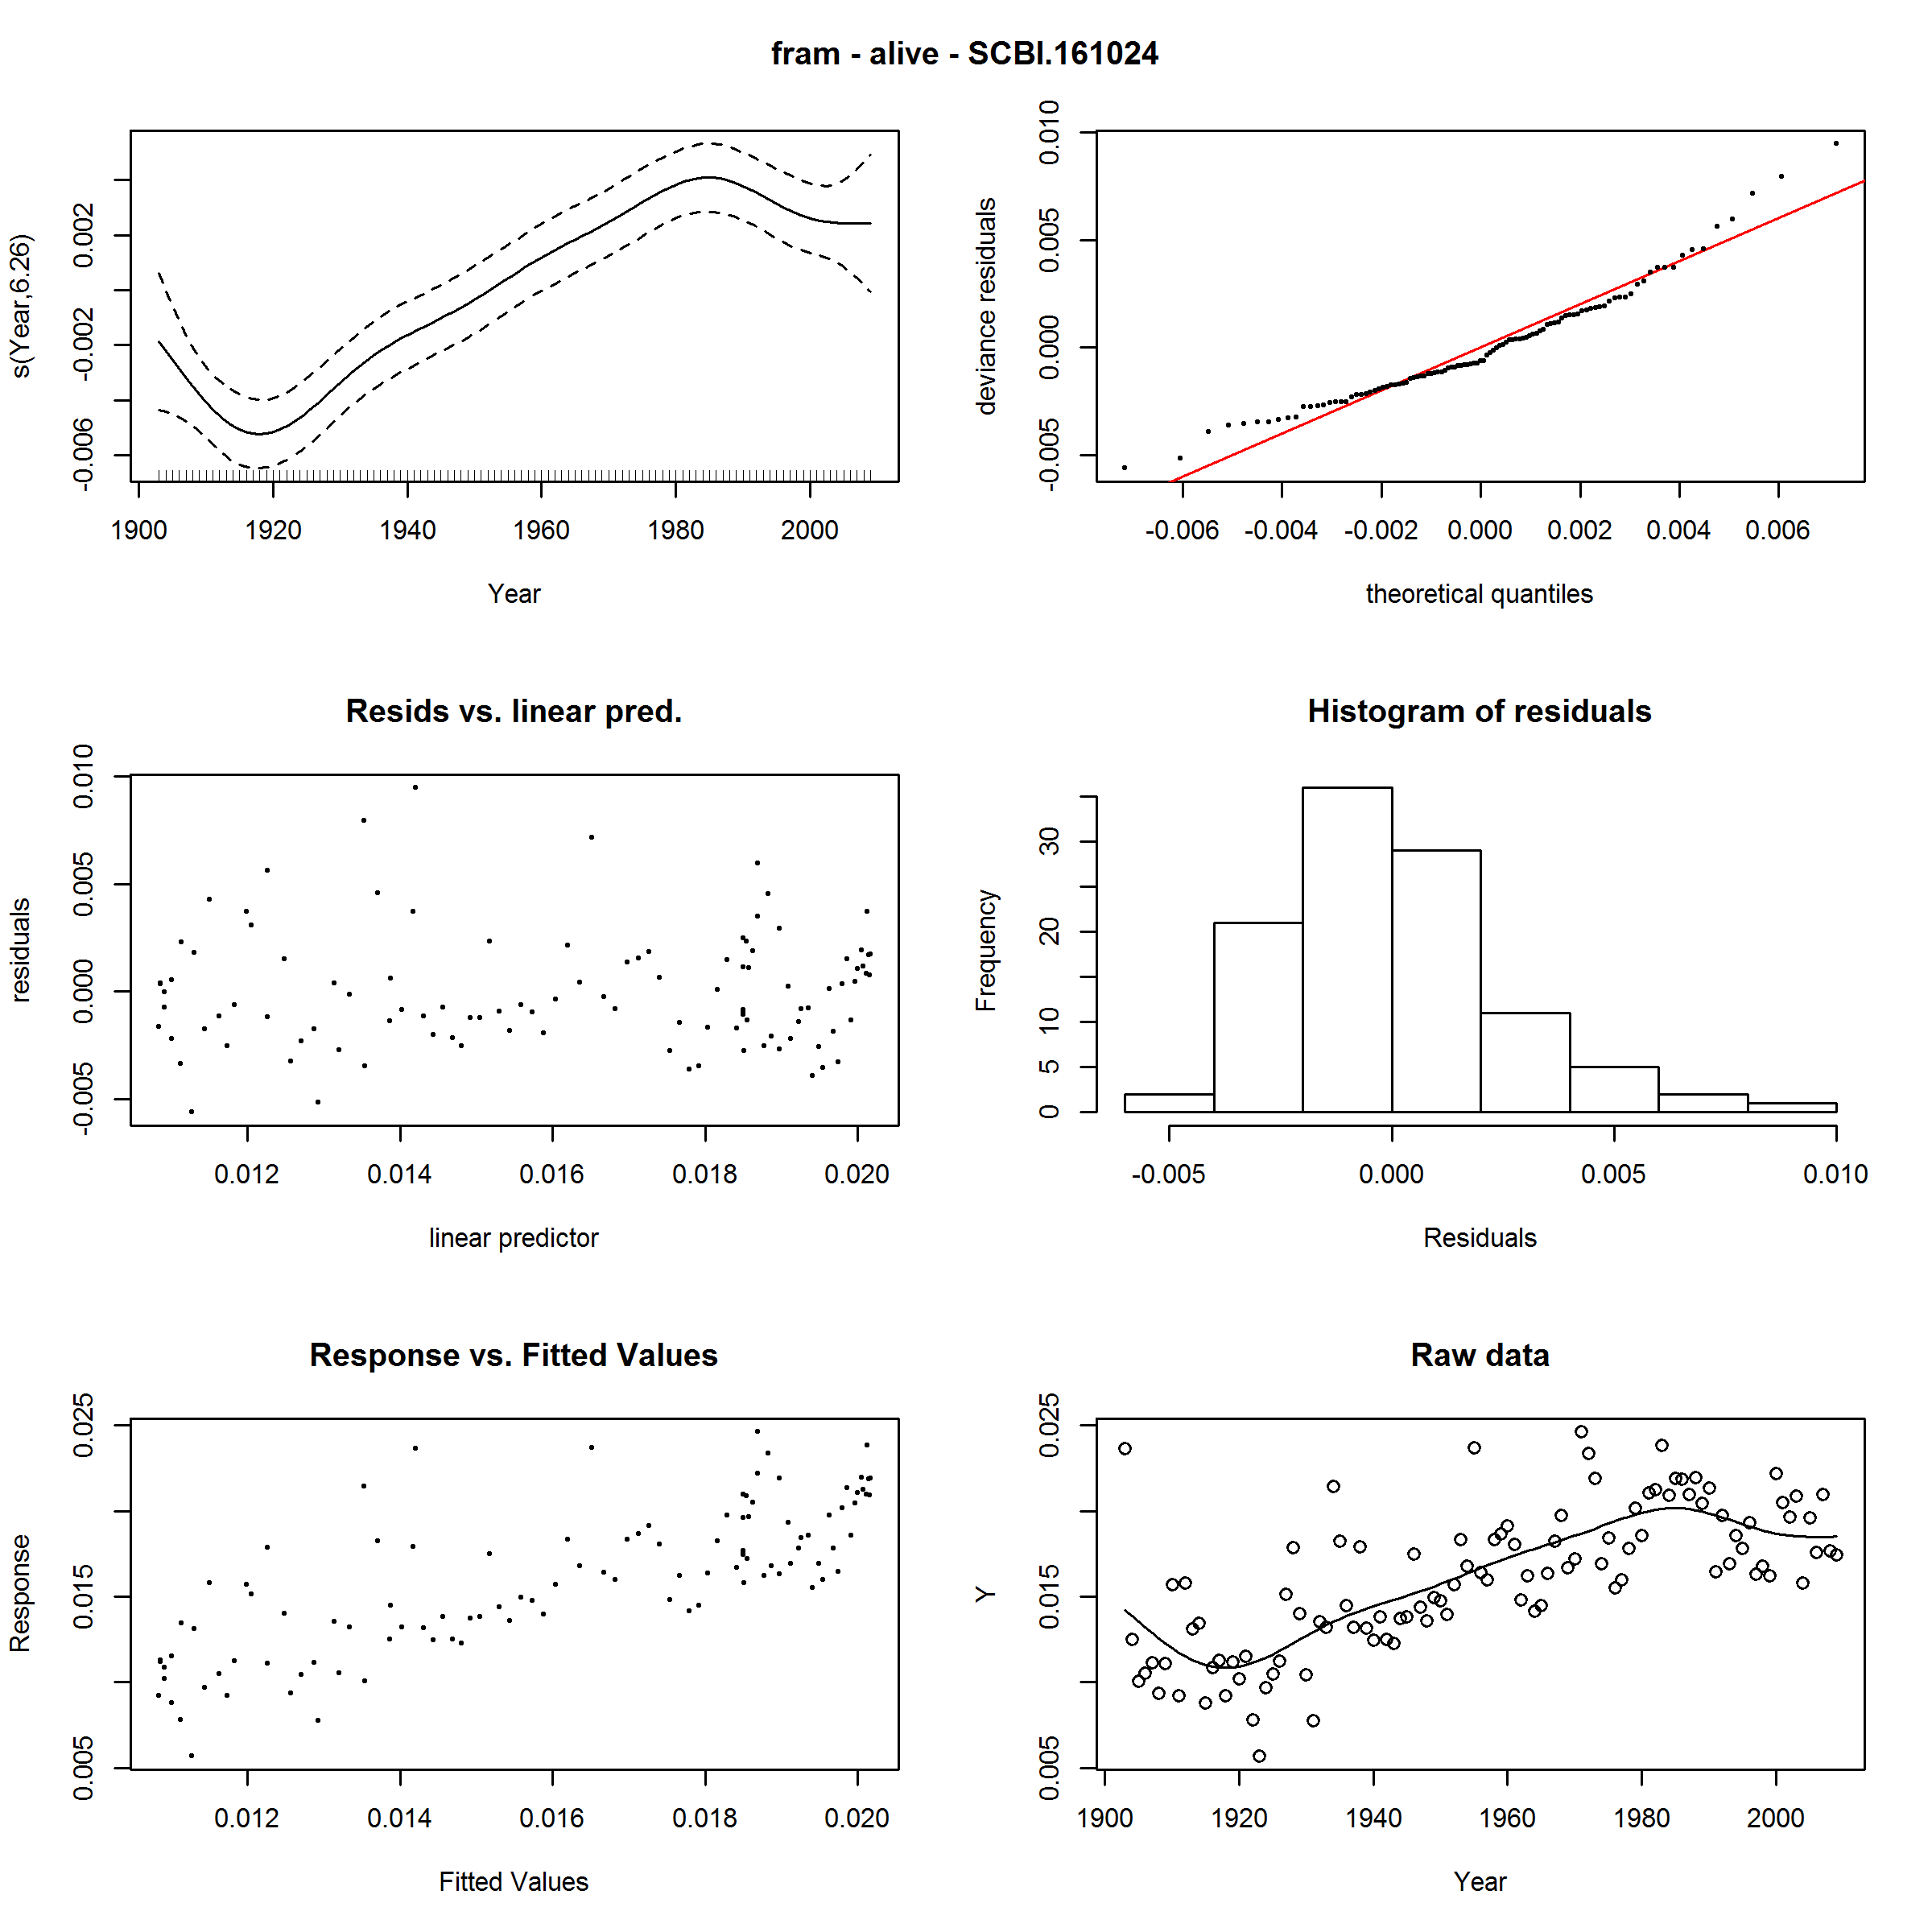 fram - alive - SCBI.161024
s(Year,6.26)
-0.006 -0.002 0.002
1900 1920 1940 1960 1980 2000
Year
deviance residuals
-0.005 0.000 0.005 0.010
-0.006 -0.004 -0.002 0.000 0.002 0.004 0.006
theoretical quantiles
Resids vs. linear pred.
residuals
-0.005 0.000 0.005 0.010
0.012 0.014 0.016 0.018 0.020
linear predictor
Histogram of residuals
Frequency
0 5 10 20 30
-0.005 0.000 0.005 0.010
Residuals
Response vs. Fitted Values
Response
0.005 0.015 0.025
0.012 0.014 0.016 0.018 0.020
Fitted Values
Raw data
Y
0.005 0.015 0.025
1900 1920 1940 1960 1980 2000
Year